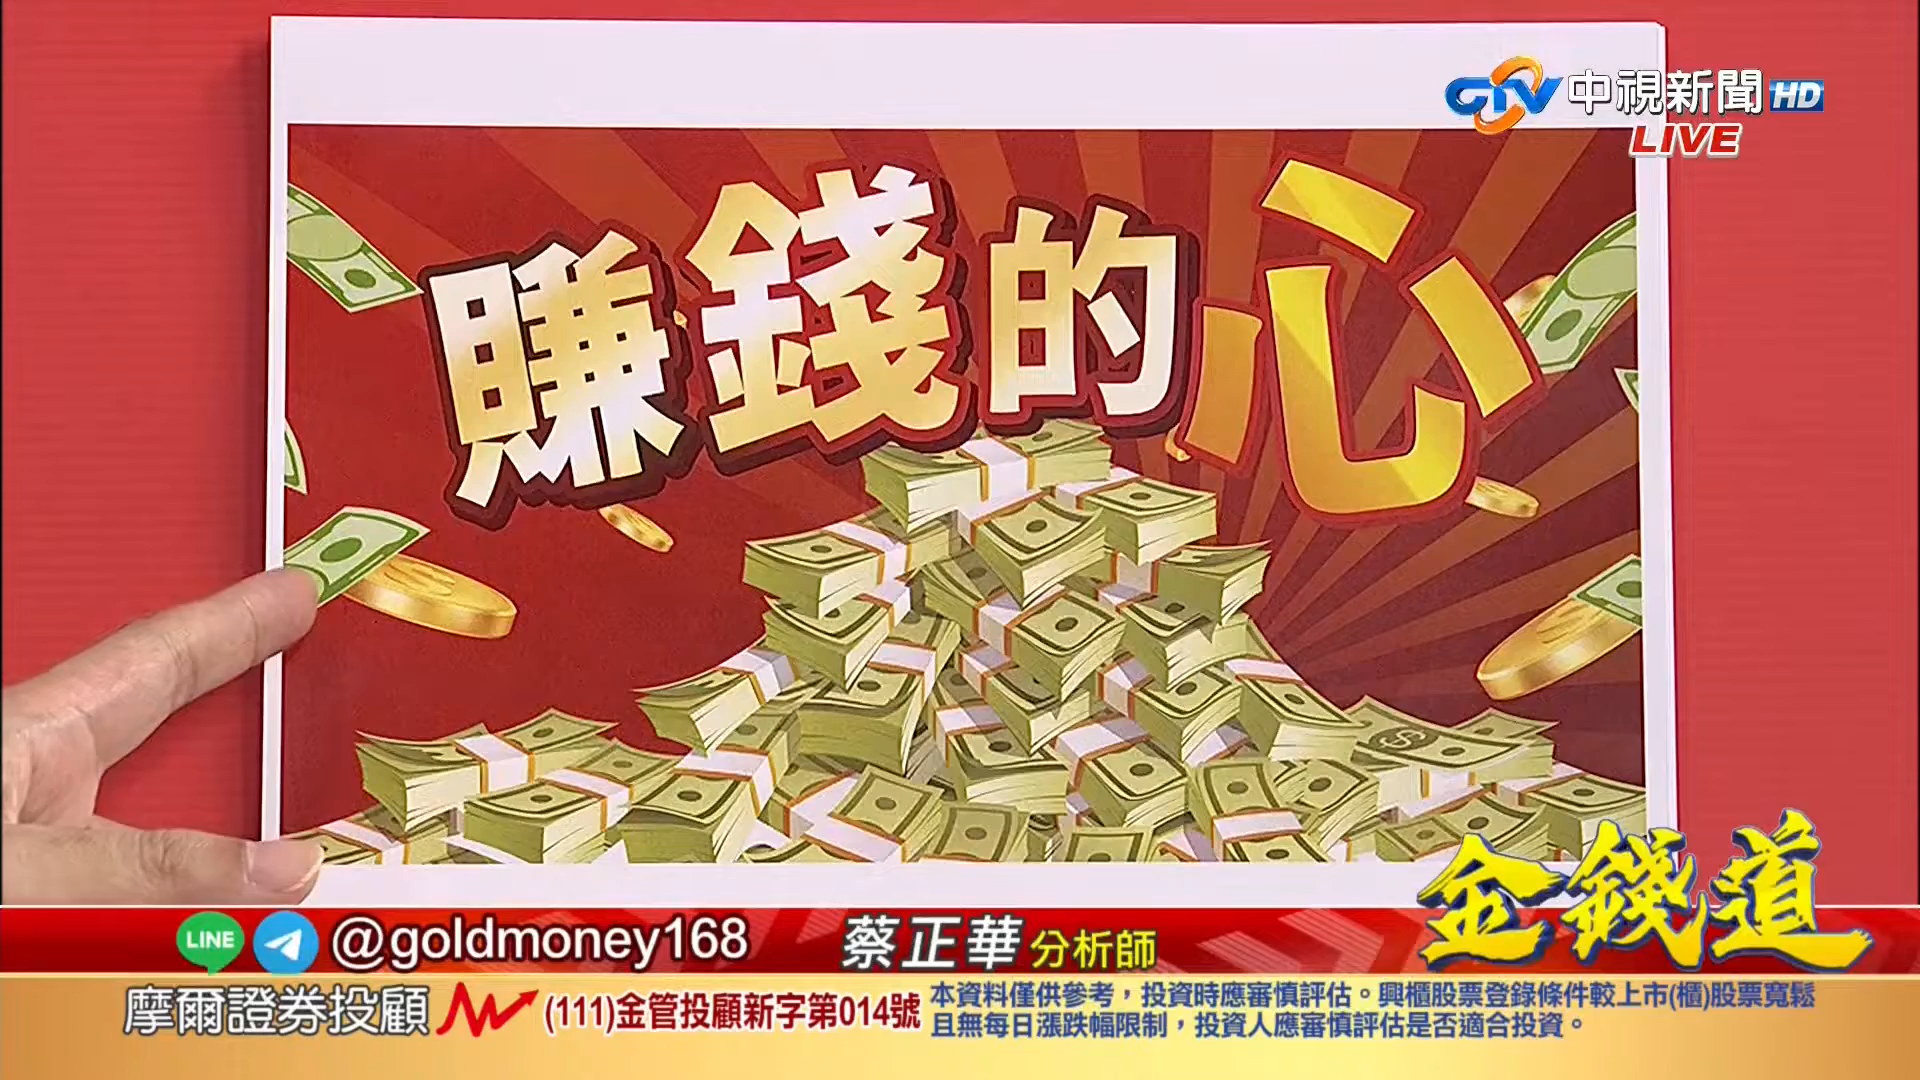 CTV 中視新聞 HD
LIVE
賺錢的心
金錢道
LINE @goldmoney168 蔡正華 分析師
摩爾證券投顧 (111)金管投顧新字第014號
本資料僅供參考，投資時應審慎評估。興櫃股票登錄條件較上市(櫃)股票寬鬆
且無每日漲跌幅限制，投資人應審慎評估是否適合投資。